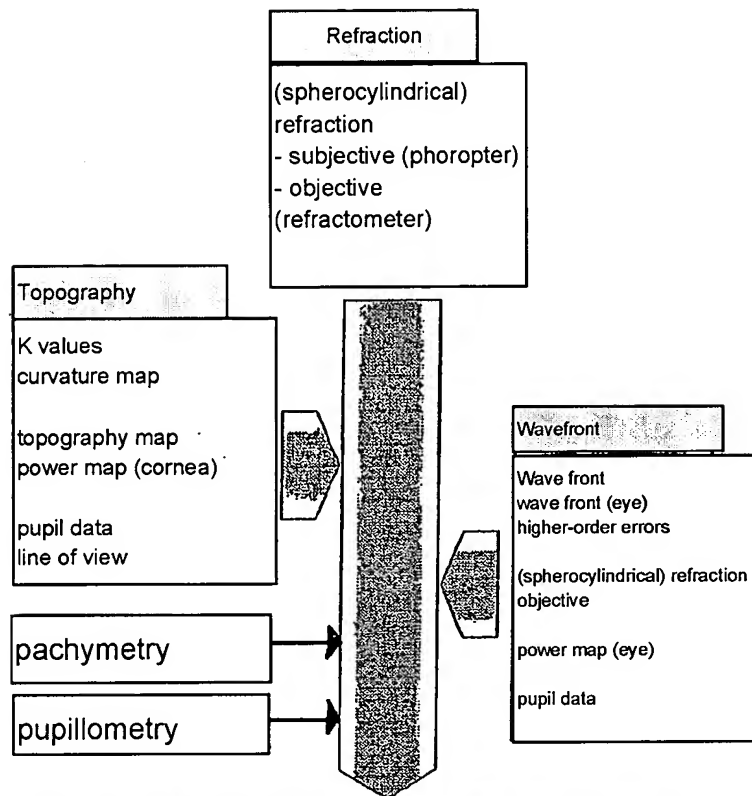 Refraction
(spherocylindrical)
refraction
- subjective (phoropter)
- objective
(refractometer)
Topography
K values
curvature map
topography map
power map (cornea)
pupil data
line of view
Wavefront
Wave front
wave front (eye)
higher-order errors
(spherocylindrical) refraction
objective
power map (eye)
pupil data
pachymetry
pupillometry